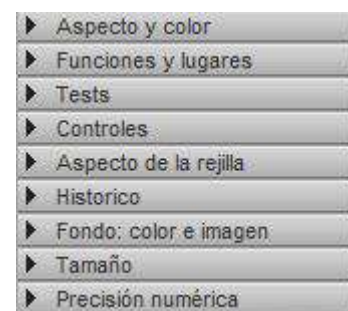 Aspecto y color
Funciones y lugares
Tests
Controles
Aspecto de la rejilla
Historico
Fondo: color e imagen
Tamaño
Precisión numérica